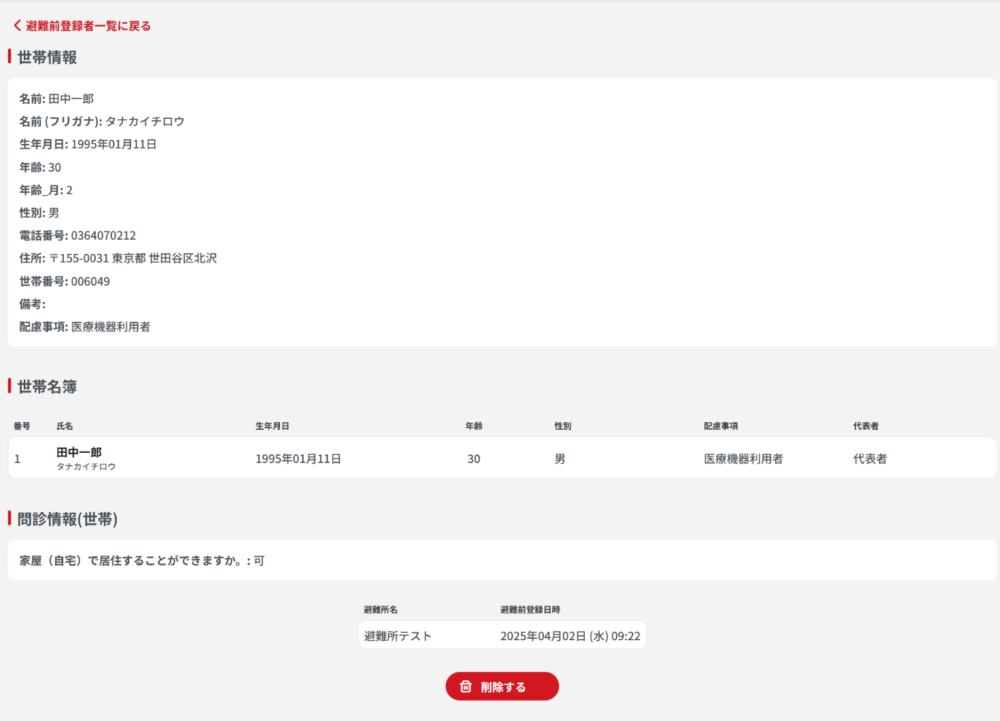 避難前登録者一覧に戻る
世帯情報
名前: 田中一郎
名前 (フリガナ): タナカイチロウ
生年月日: 1995年01月11日
年齢: 30
年齢_月: 2
性別: 男
電話番号: 0364070212
住所: 〒155-0031 東京都 世田谷区北沢
世帯番号: 006049
備考:
配慮事項: 医療機器利用者
世帯名簿
番号 氏名 生年月日 年齢 性別 配慮事項 代表者
1 田中一郎 1995年01月11日 30 男 医療機器利用者 代表者
タナカイチロウ
問診情報(世帯)
家屋（自宅）で居住することができますか。: 可
避難所名 避難前登録日時
避難所テスト 2025年04月02日 (水) 09:22
削除する